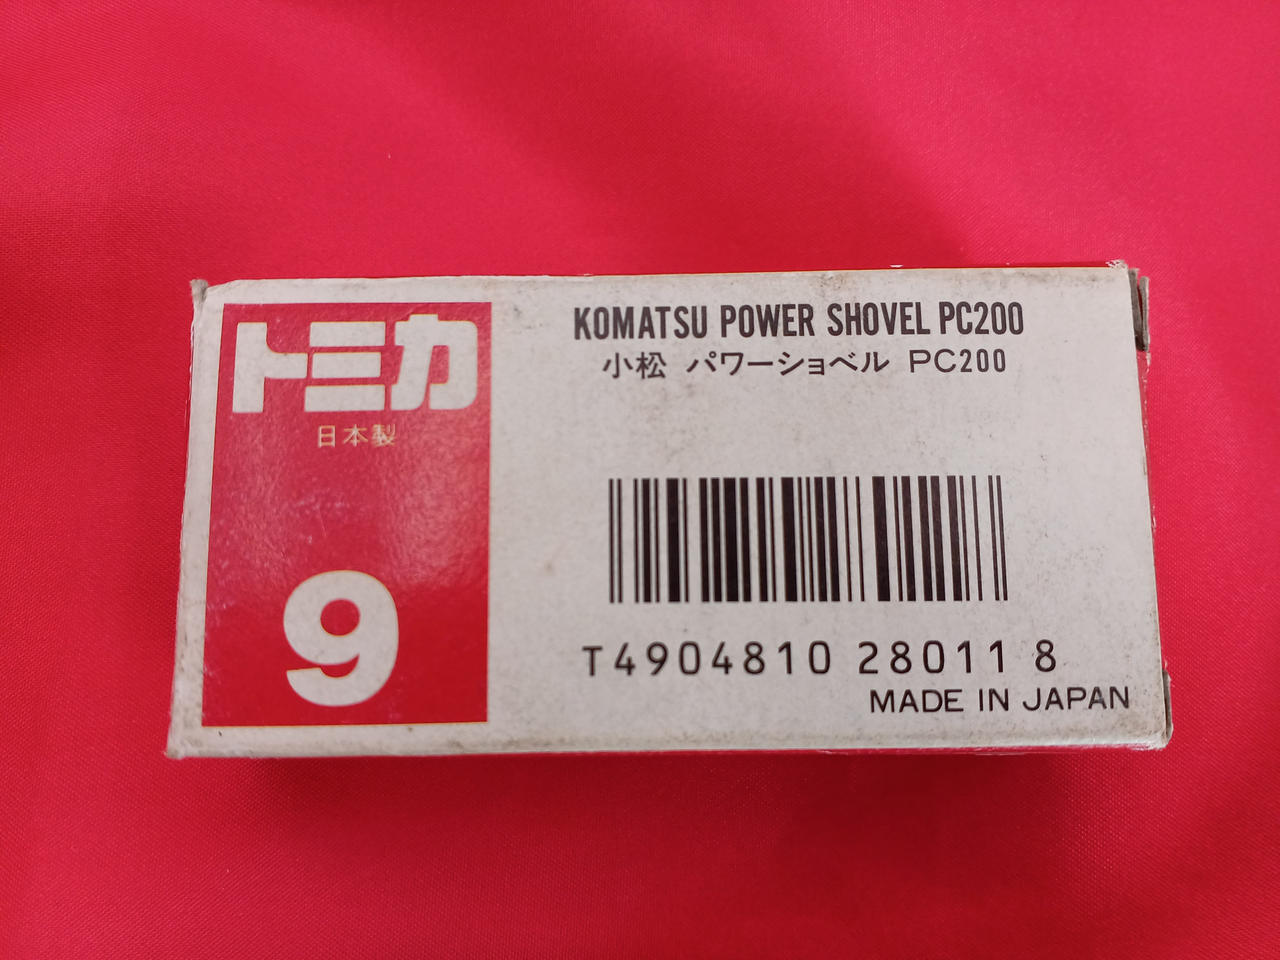 トミカ
日本製
9
KOMATSU POWER SHOVEL PC200
小松 パワーショベル PC200
T4904810 28011 8
MADE IN JAPAN